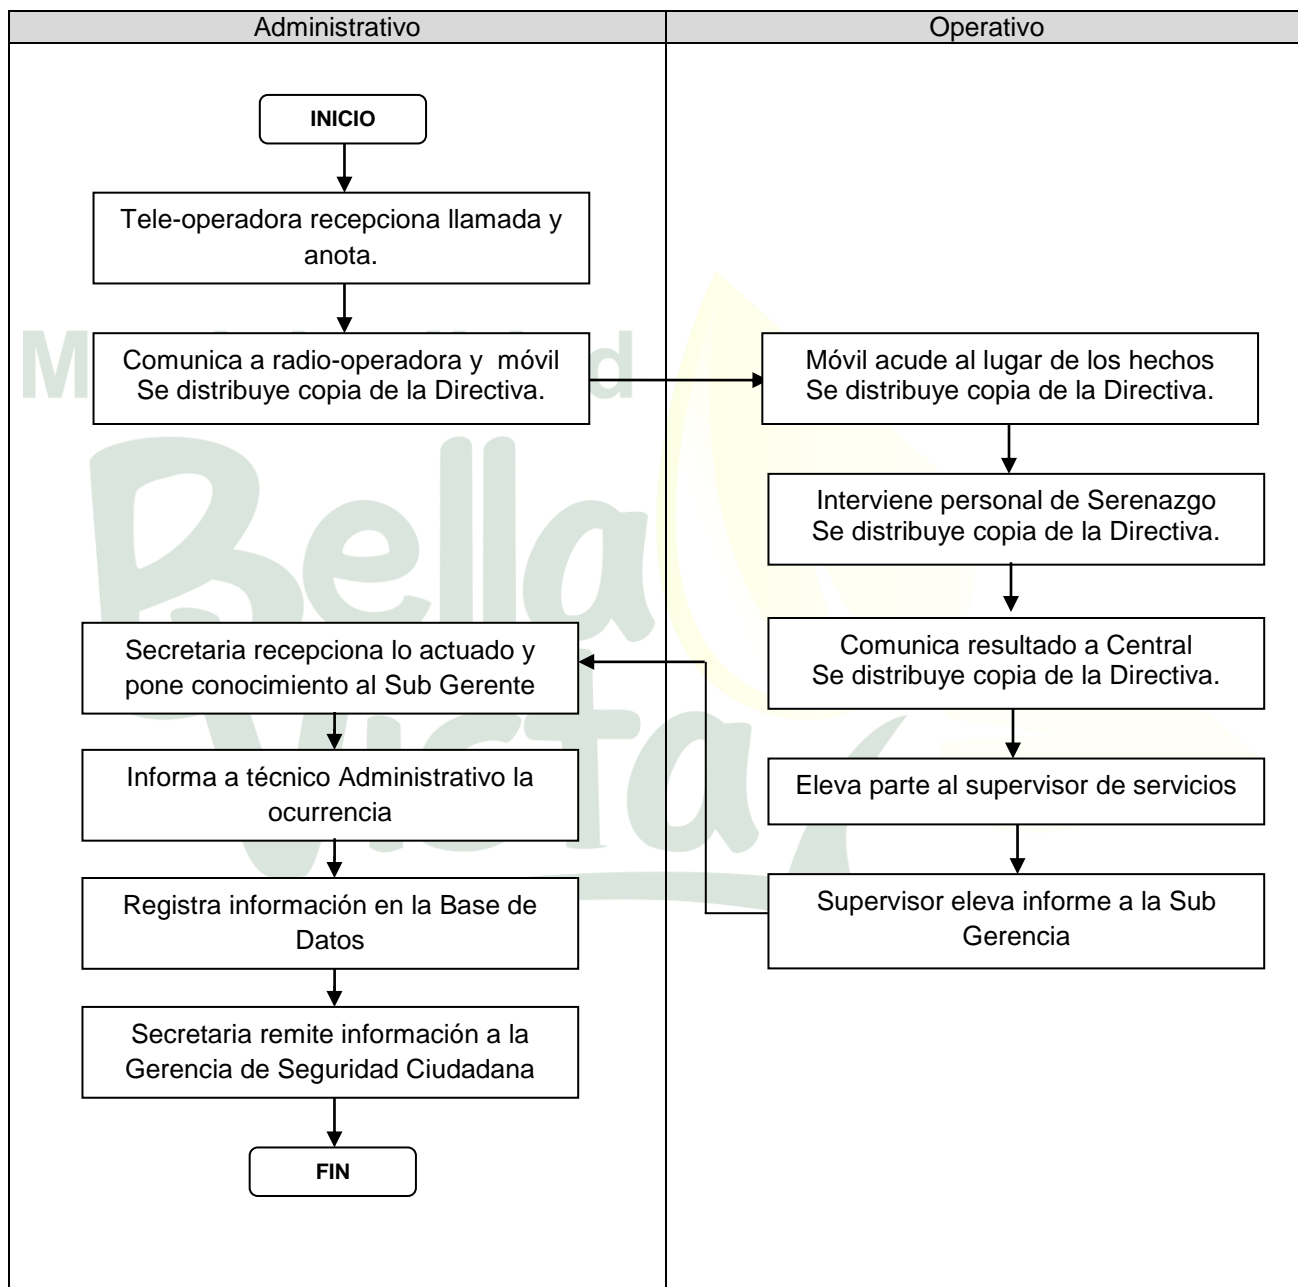 Administrativo
Operativo
INICIO
Tele-operadora recepciona llamada y
anota.
Comunica a radio-operadora y  móvil
Se distribuye copia de la Directiva.
Móvil acude al lugar de los hechos
Se distribuye copia de la Directiva.
Interviene personal de Serenazgo
Se distribuye copia de la Directiva.
Comunica resultado a Central
Se distribuye copia de la Directiva.
Eleva parte al supervisor de servicios
Supervisor eleva informe a la Sub
Gerencia
Secretaria recepciona lo actuado y
pone conocimiento al Sub Gerente
Informa a técnico Administrativo la
ocurrencia
Registra información en la Base de
Datos
Secretaria remite información a la
Gerencia de Seguridad Ciudadana
FIN
Bella
Vista